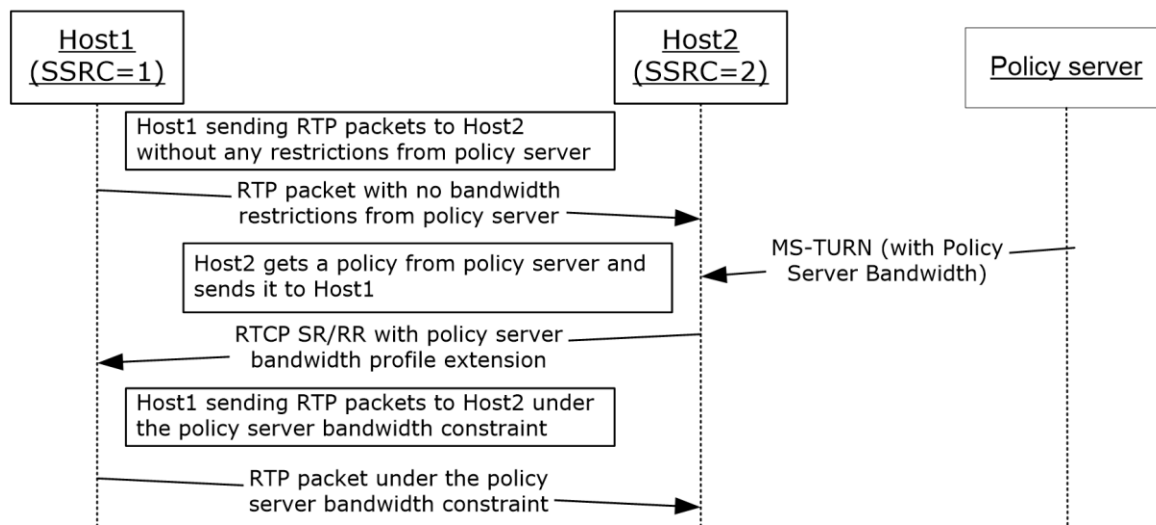 Host1
(SSRC=1)
Host2
(SSRC=2)
Policy server
Host1 sending RTP packets to Host2
without any restrictions from policy server
RTP packet with no bandwidth
restrictions from policy server
MS-TURN (with Policy
Server Bandwidth)
Host2 gets a policy from policy server and
sends it to Host1
RTCP SR/RR with policy server
bandwidth profile extension
Host1 sending RTP packets to Host2 under
the policy server bandwidth constraint
RTP packet under the policy
server bandwidth constraint